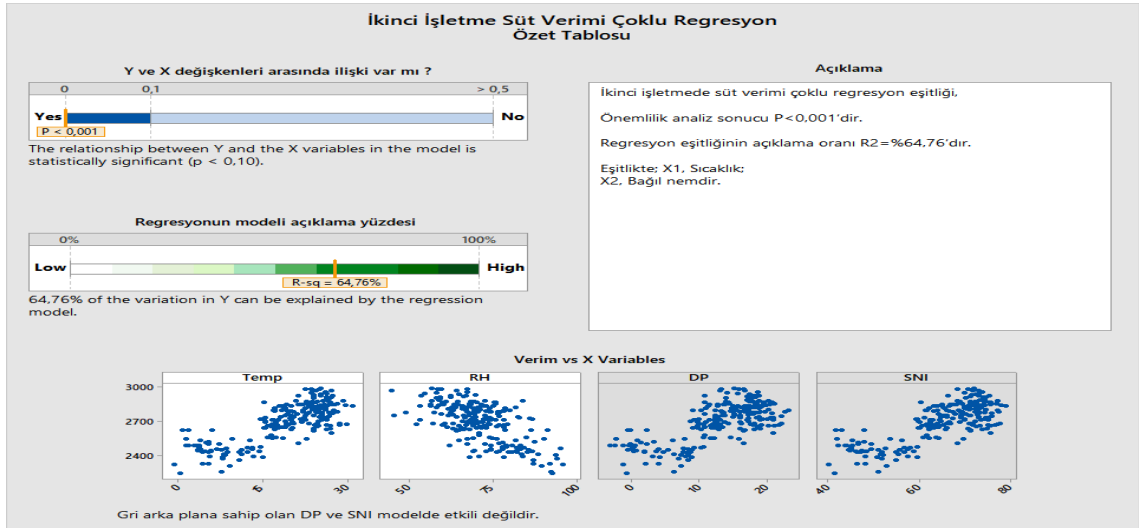 İkinci İşletme Süt Verimi Çoklu Regresyon
Özet Tablosu
Y ve X değişkenleri arasında ilişki var mı ?
0 0,1 > 0,5
Yes No
P < 0,001
The relationship between Y and the X variables in the model is
statistically significant (p < 0,10).
Regresyonun modeli açıklama yüzdesi
0% 100%
Low High
R-sq = 64,76%
64,76% of the variation in Y can be explained by the regression
model.
Açıklama
İkinci işletmede süt verimi çoklu regresyon eşitliği,
Önemlilik analiz sonucu P<0,001'dir.
Regresyon eşitliğinin açıklama oranı R2=%64,76'dır.
Eşitlikte; X1, Sıcaklık;
X2, Bağıl nemdir.
Verim vs X Variables
Temp RH DP SNI
3000
2700
2400
0 15 30 50 75 100 0 10 20 40 60 80
Gri arka plana sahip olan DP ve SNI modelde etkili değildir.